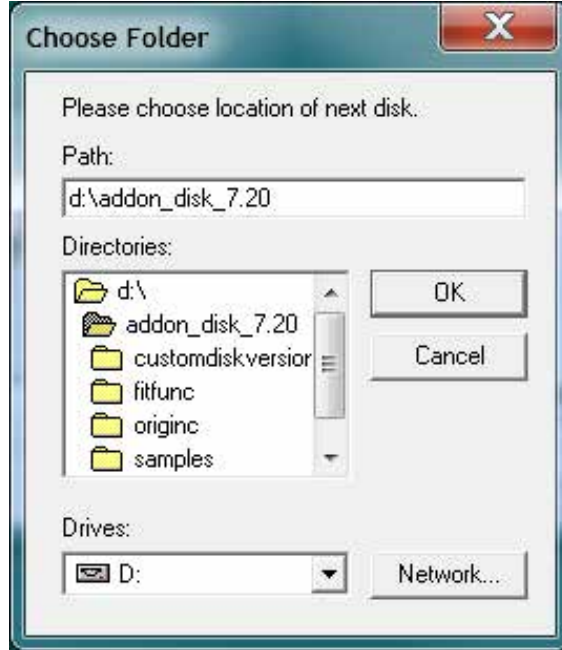 Choose Folder
Please choose location of next disk.
Path:
d:\addon_disk_7.20
Directories:
d:\
OK
addon_disk_7.20
customdiskversior
Cancel
fitfunc
originc
samples
Drives:
D:
Network...